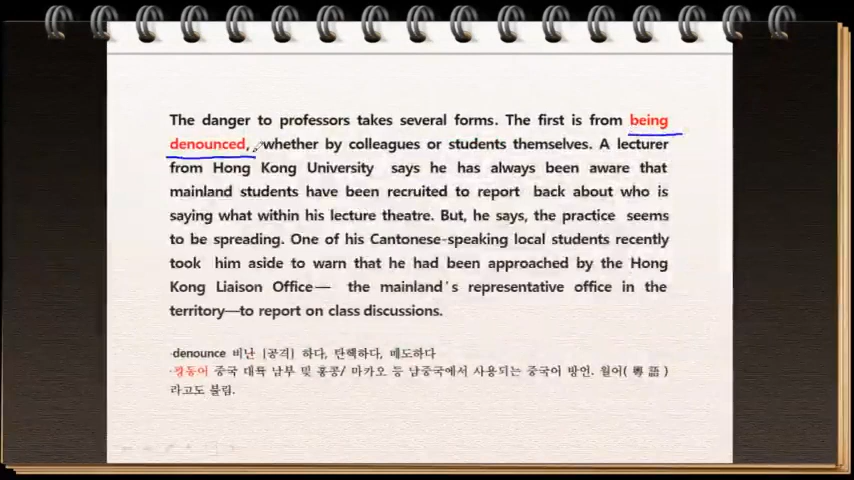 The danger to professors takes several forms. The first is from being
denounced, whether by colleagues or students themselves. A lecturer
from Hong Kong University says he has always been aware that
mainland students have been recruited to report back about who is
saying what within his lecture theatre. But, he says, the practice seems
to be spreading. One of his Cantonese-speaking local students recently
took him aside to warn that he had been approached by the Hong
Kong Liaison Office— the mainland's representative office in the
territory—to report on class discussions.
·denounce 비난 [공격] 하다, 탄핵하다, 매도하다
·광동어 중국 대륙 남부 및 홍콩/ 마카오 등 남중국에서 사용되는 중국어 방언. 월어( 粵 語 )
라고도 불림.